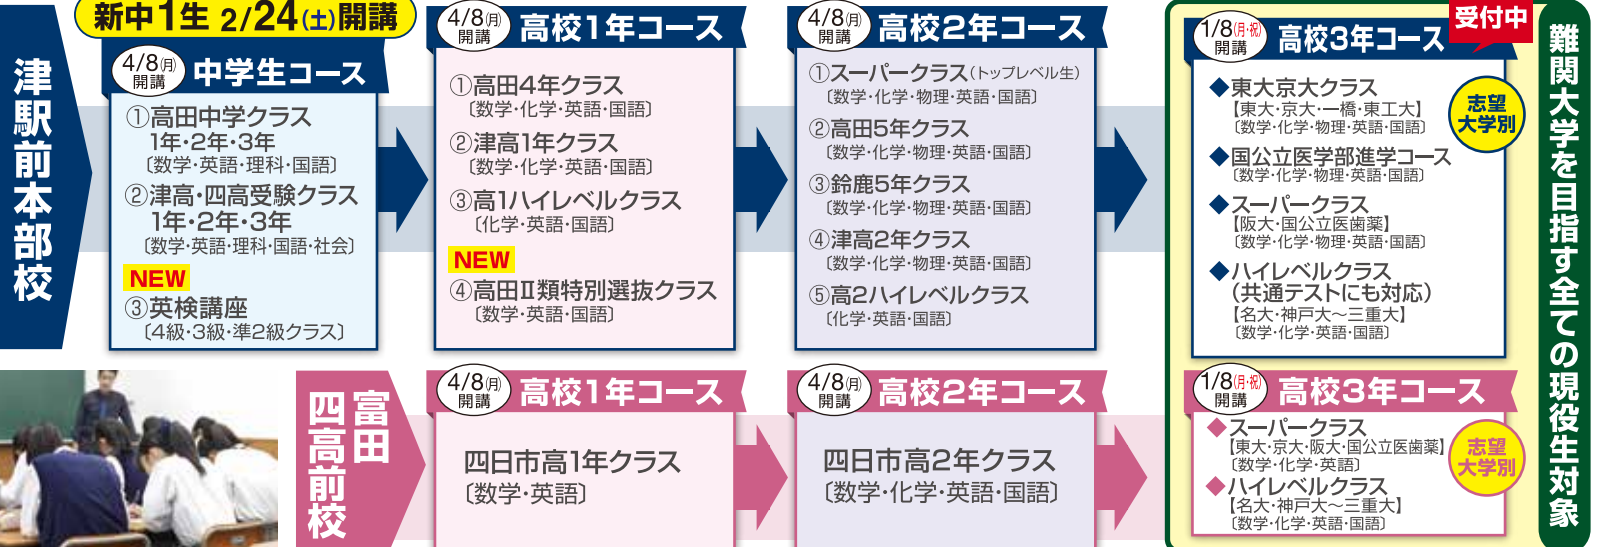 津駅前本部校
新中1生 2/24(土)開講
4/8(月)
開講
中学生コース
①高田中学クラス
1年・2年・3年
〔数学・英語・理科・国語〕
②津高・四高受験クラス
1年・2年・3年
〔数学・英語・理科・国語・社会〕
NEW
③英検講座
〔4級・3級・準2級クラス〕
4/8(月)
開講
高校1年コース
①高田4年クラス
〔数学・化学・英語・国語〕
②津高1年クラス
〔数学・化学・英語・国語〕
③高1ハイレベルクラス
〔化学・英語・国語〕
NEW
④高田Ⅱ類特別選抜クラス
〔数学・英語・国語〕
4/8(月)
開講
高校2年コース
①スーパークラス(トップレベル生)
〔数学・化学・物理・英語・国語〕
②高田5年クラス
〔数学・化学・物理・英語・国語〕
③鈴鹿5年クラス
〔数学・化学・物理・英語・国語〕
④津高2年クラス
〔数学・化学・物理・英語・国語〕
⑤高2ハイレベルクラス
〔化学・英語・国語〕
1/8(月・祝)
開講
高校3年コース
受付中
志望
大学別
◆東大京大クラス
【東大・京大・一橋・東工大】
〔数学・化学・物理・英語・国語〕
◆国公立医学部進学コース
〔数学・化学・物理・英語・国語〕
◆スーパークラス
【阪大・国公立医歯薬】
〔数学・化学・物理・英語・国語〕
◆ハイレベルクラス
(共通テストにも対応)
【名大・神戸大〜三重大】
〔数学・化学・英語・国語〕
難関大学を目指す全ての現役生対象
富田
四高前校
4/8(月)
開講
高校1年コース
四日市高1年クラス
〔数学・英語〕
4/8(月)
開講
高校2年コース
四日市高2年クラス
〔数学・化学・英語・国語〕
1/8(月・祝)
開講
高校3年コース
志望
大学別
◆スーパークラス
【東大・京大・阪大・国公立医歯薬】
〔数学・化学・英語〕
◆ハイレベルクラス
【名大・神戸大〜三重大】
〔数学・化学・英語・国語〕